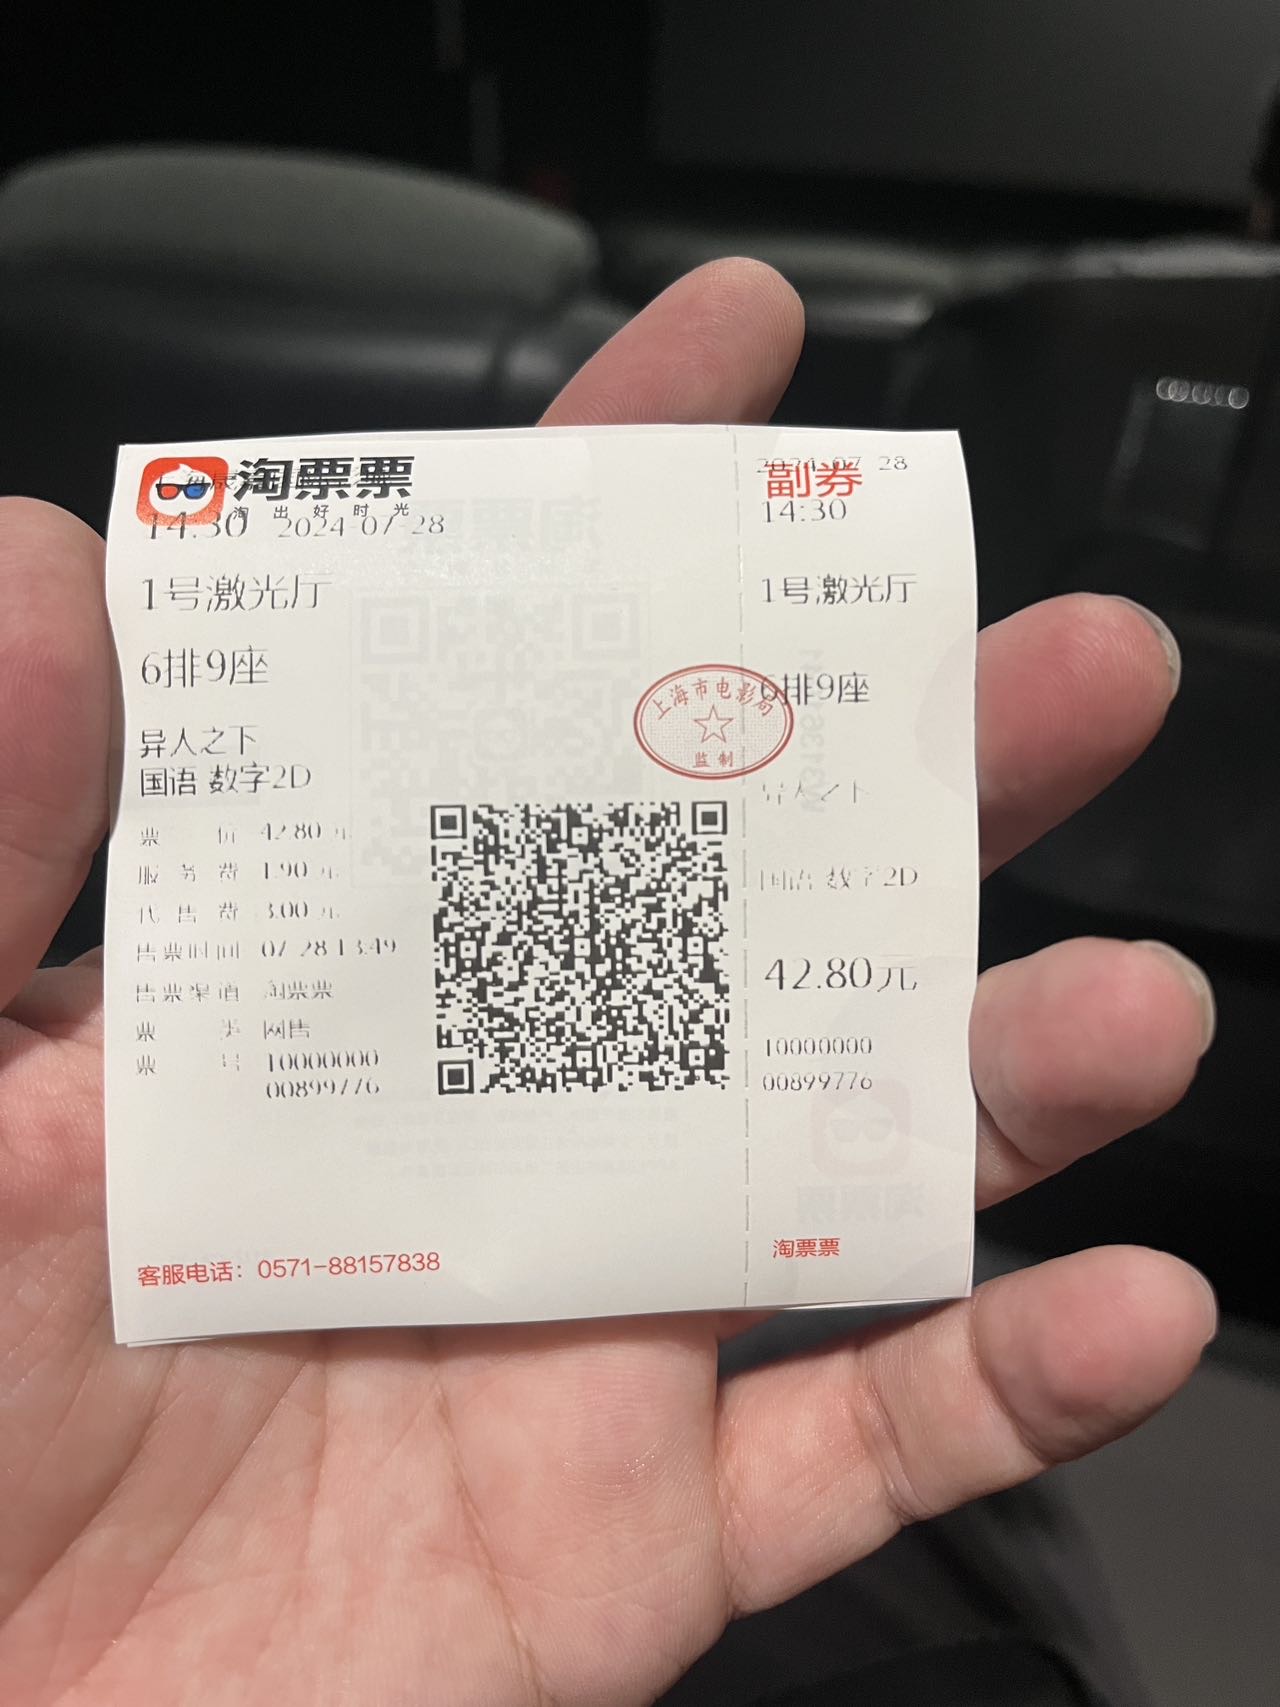 淘票票
淘出好时光
14:30 2024-07-28
1号激光厅
6排9座
异人之下
国语 数字2D
票价 42.80 元
服务费 1.90 元
代售费 3.00 元
售票时间 07-28 13:49
售票渠道 淘票票
票类 网售
票号 10000000
00899776
客服电话：0571-88157838
上海市电影局
监制
副券
2024-07-28
14:30
1号激光厅
6排9座
异人之下
国语 数字2D
42.80元
10000000
00899776
淘票票